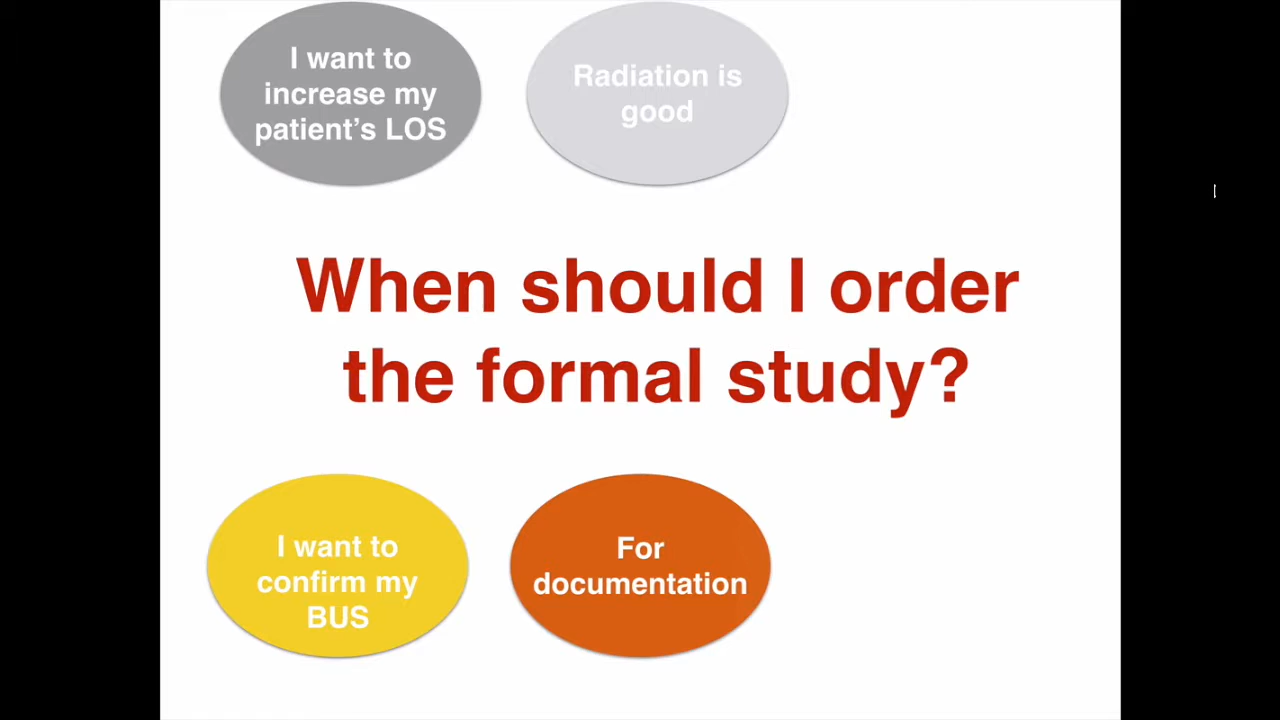 I want to
increase my
patient's LOS
Radiation is
good
When should I order
the formal study?
I want to
confirm my
BUS
For
documentation